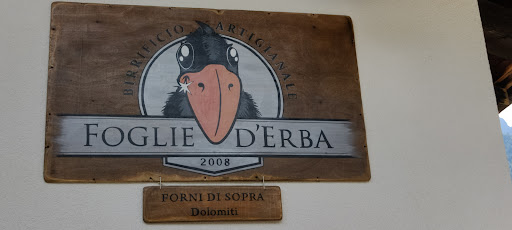 BIRRIFICIO ARTIGIANALE
FOGLIE D'ERBA
2008
FORNI DI SOPRA
Dolomiti